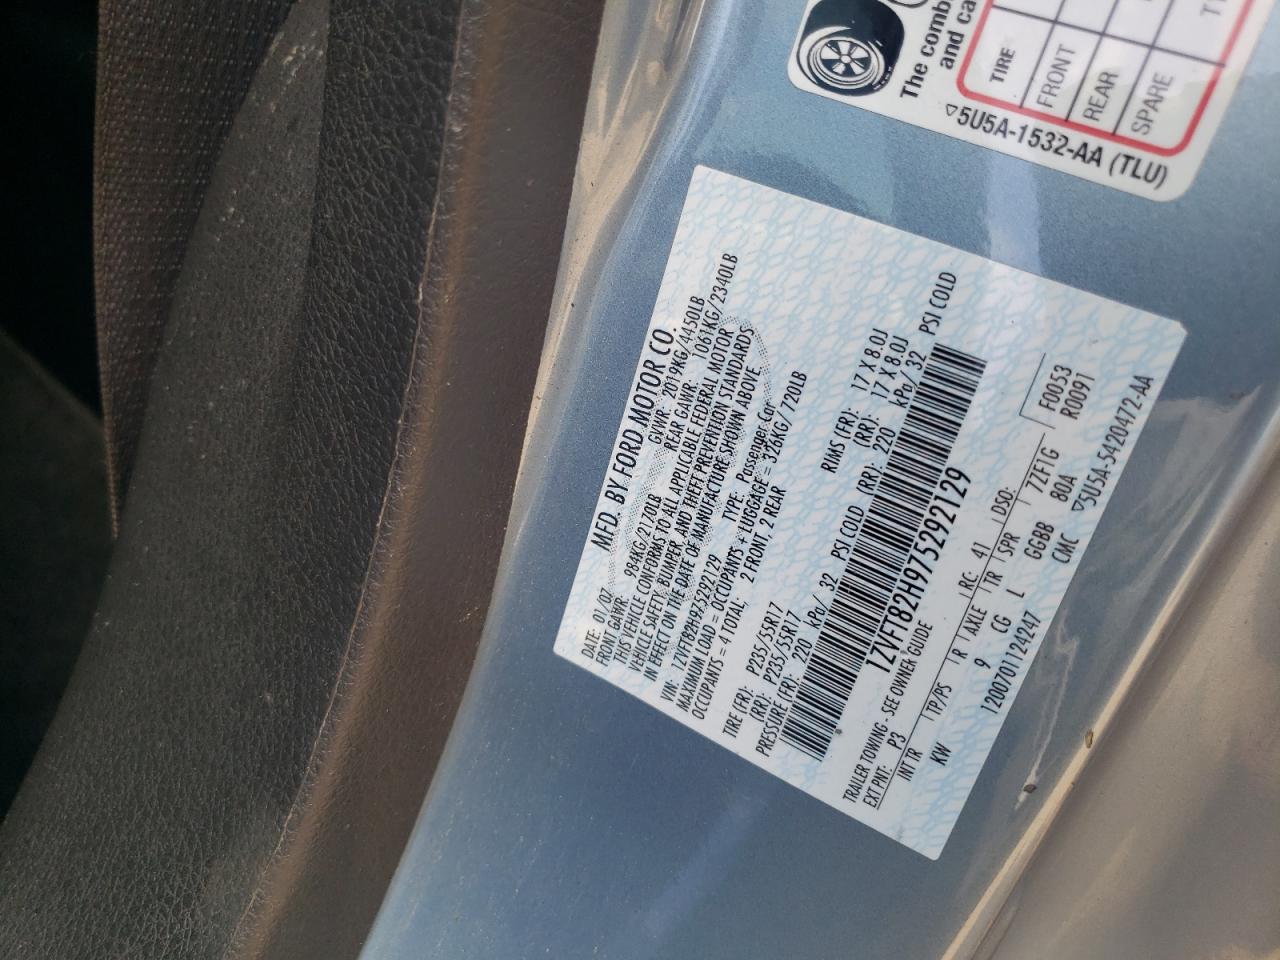 The comb
and ca
TIRE
FRONT
REAR
SPARE
5U5A-1532-AA (TLU)
MFD. BY FORD MOTOR CO.
DATE: 01/07 GVWR: 2019KG/4450LB
FRONT GAWR: 984KG/2170LB REAR GAWR: 1061KG/2340LB
THIS VEHICLE CONFORMS TO ALL APPLICABLE FEDERAL MOTOR
VEHICLE SAFETY, BUMPER, AND THEFT PREVENTION STANDARDS
IN EFFECT ON THE DATE OF MANUFACTURE SHOWN ABOVE.
VIN: 1ZVFT82H975292129 TYPE: Passenger Car
MAXIMUM LOAD = OCCUPANTS + LUGGAGE = 326KG/720LB
OCCUPANTS = 4 TOTAL; 2 FRONT, 2 REAR
TIRE (FR): P235/55R17 RIMS (FR): 17 X 8.0J
(RR): P235/55R17 (RR): 17 X 8.0J
PRESSURE (FR): 220 kPa/ 32 PSI COLD (RR): 220 kPa/ 32 PSI COLD
1ZVFT82H975292129
TRAILER TOWING - SEE OWNER GUIDE
EXT PNT: P3 RC: 41 DSO: F0053
INT TR TP/PS R AXLE TR SPR 7ZF1G R0091
KW 9 CG L GGBB 80A
1200701124247 CMC 5U5A-5420472-AA